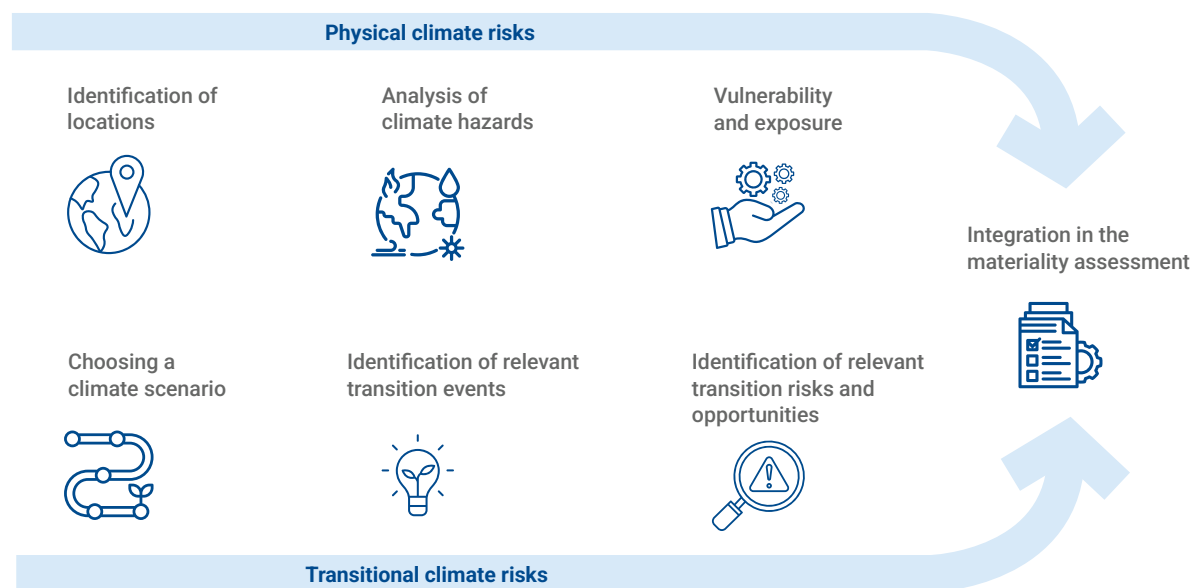 Physical climate risks
Identification of
locations
Analysis of
climate hazards
Vulnerability
and exposure
Integration in the
materiality assessment
Choosing a
climate scenario
Identification of relevant
transition events
Identification of relevant
transition risks and
opportunities
Transitional climate risks